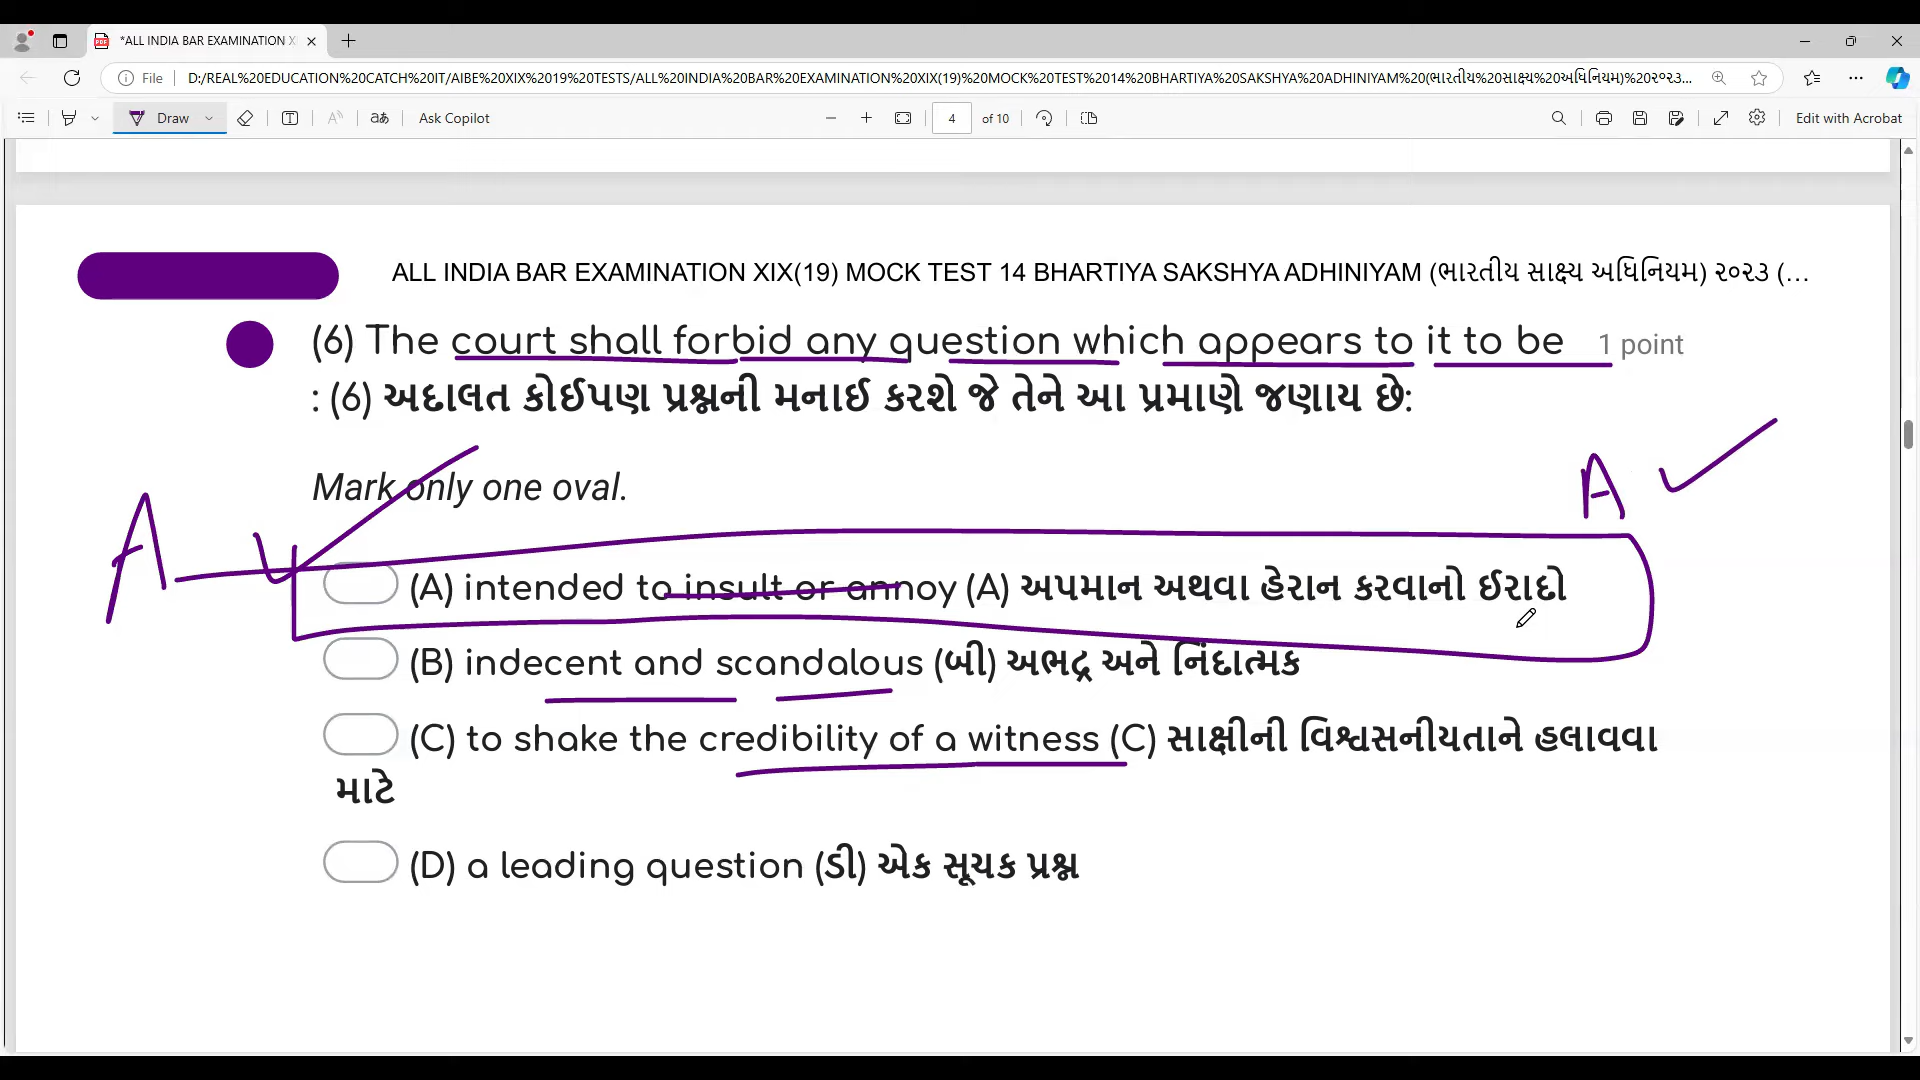 *ALL INDIA BAR EXAMINATION X
File
D:/REAL%20EDUCATION%20CATCH%20IT/AIBE%20XIX%2019%20TESTS/ALL%20INDIA%20BAR%20EXAMINATION%20XIX(19)%20MOCK%20TEST%2014%20BHARTIYA%20SAKSHYA%20ADHINIYAM%20(ભારતીય%20સાક્ષ્ય%20અધિનિયમ)%20૨૦૨૩...
Draw
Ask Copilot
4 of 10
Edit with Acrobat
ALL INDIA BAR EXAMINATION XIX(19) MOCK TEST 14 BHARTIYA SAKSHYA ADHINIYAM (ભારતીય સાક્ષ્ય અધિનિયમ) ૨૦૨૩ (…
(6) The court shall forbid any question which appears to it to be 1 point
: (6) અદાલત કોઈપણ પ્રશ્નની મનાઈ કરશે જે તેને આ પ્રમાણે જણાય છે:
A
Mark only one oval.
A
(A) intended to insult or annoy (A) અપમાન અથવા હેરાન કરવાનો ઈરાદો
(B) indecent and scandalous (બી) અભદ્ર અને નિંદાત્મક
(C) to shake the credibility of a witness (C) સાક્ષીની વિશ્વસનીયતાને હલાવવા
માટે
(D) a leading question (ડી) એક સૂચક પ્રશ્ન